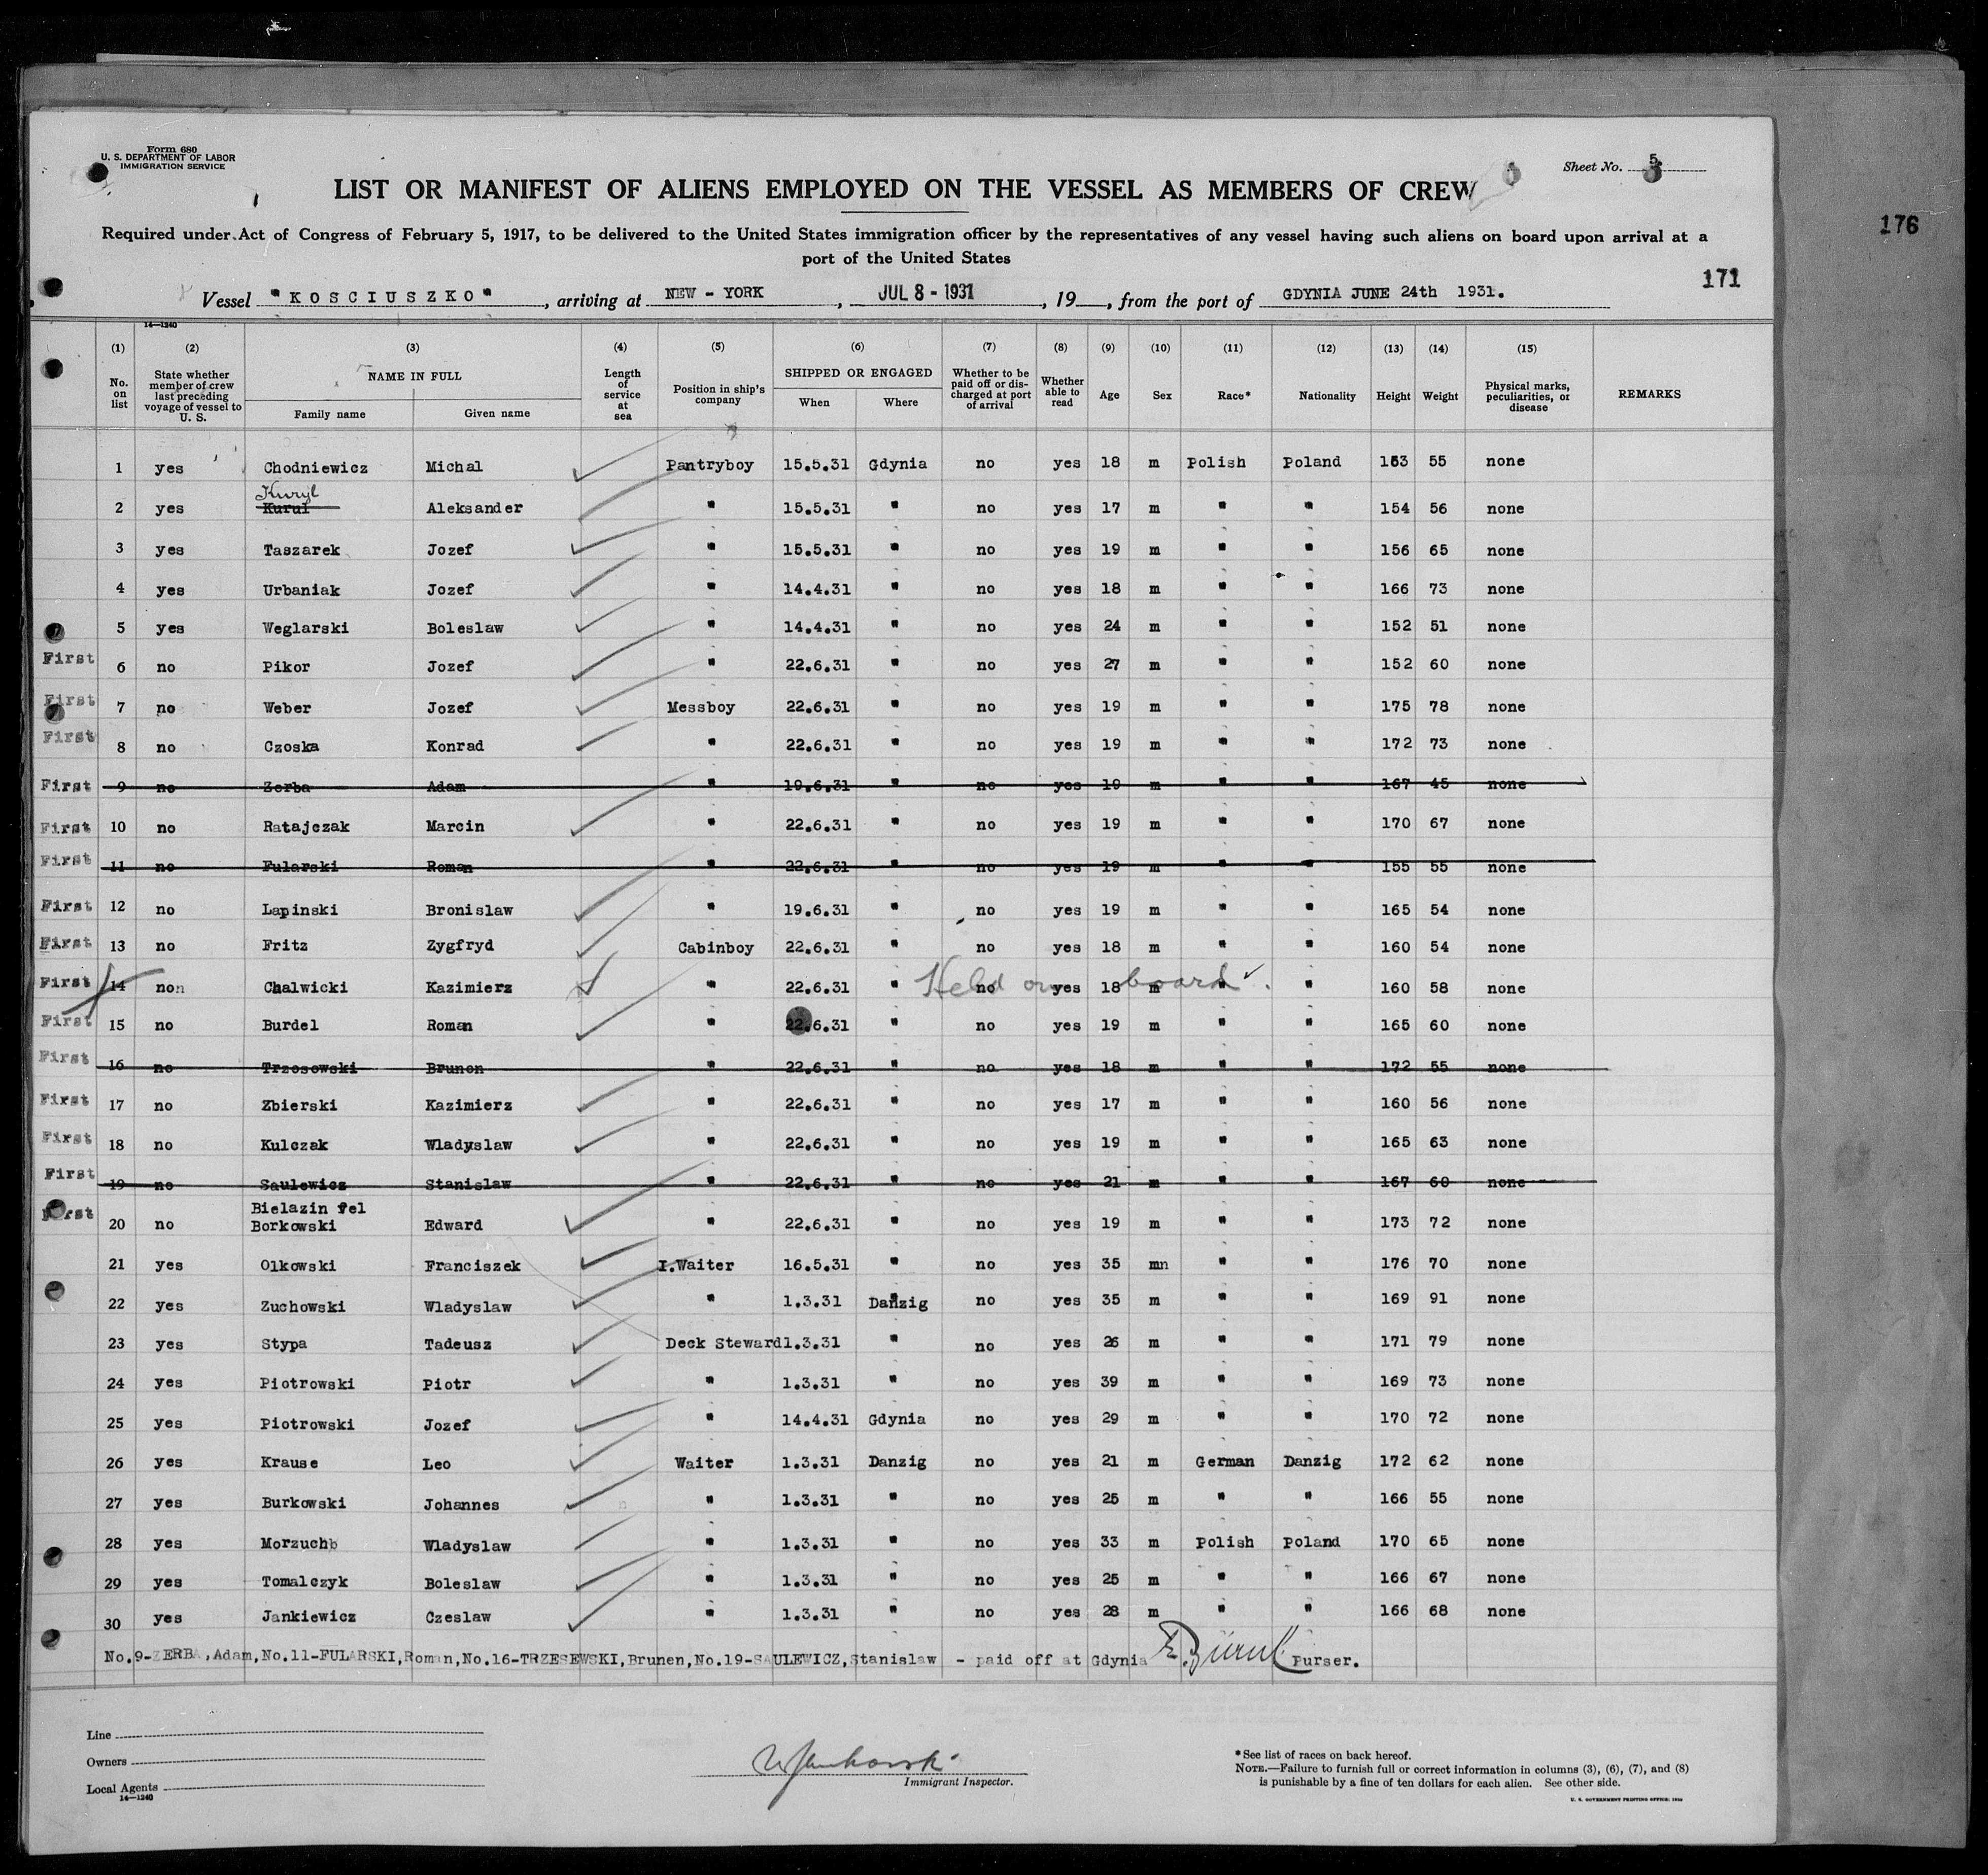 Form 680
U. S. DEPARTMENT OF LABOR
IMMIGRATION SERVICE
Sheet No. 5
LIST OR MANIFEST OF ALIENS EMPLOYED ON THE VESSEL AS MEMBERS OF CREW
176
Required under Act of Congress of February 5, 1917, to be delivered to the United States immigration officer by the representatives of any vessel having such aliens on board upon arrival at a
port of the United States
171
Vessel "KOSCIUSZKO", arriving at NEW - YORK, JUL 8 - 1931, 19, from the port of GDYNIA JUNE 24th 1931.
14—1240
(1) (2) (3) (4) (5) (6) (7) (8) (9) (10) (11) (12) (13) (14) (15)
No. on list State whether member of crew last preceding voyage of vessel to U. S. NAME IN FULL Family name Given name Length of service at sea Position in ship's company SHIPPED OR ENGAGED When Where Whether to be paid off or discharged at port of arrival Whether able to read Age Sex Race* Nationality Height Weight Physical marks, peculiarities, or disease REMARKS
1 yes Chodniewicz Michal Pantryboy 15.5.31 Gdynia no yes 18 m Polish Poland 163 55 none
Kuryl
2 yes Kurul Aleksander " 15.5.31 " no yes 17 m " " 154 56 none
3 yes Taszarek Jozef " 15.5.31 " no yes 19 m " " 156 65 none
4 yes Urbaniak Jozef " 14.4.31 " no yes 18 m " " 166 73 none
5 yes Weglarski Boleslaw " 14.4.31 " no yes 24 m " " 152 51 none
First 6 no Pikor Jozef " 22.6.31 " no yes 27 m " " 152 60 none
First 7 no Weber Jozef Messboy 22.6.31 " no yes 19 m " " 175 78 none
First 8 no Czoska Konrad " 22.6.31 " no yes 19 m " " 172 73 none
First 9 no Zerba Adam " 19.6.31 " no yes 19 m " " 167 45 none
First 10 no Ratajczak Marcin " 22.6.31 " no yes 19 m " " 170 67 none
First 11 no Fularski Roman " 22.6.31 " no yes 19 m " " 155 55 none
First 12 no Lapinski Bronislaw " 19.6.31 " no yes 19 m " " 165 54 none
First 13 no Fritz Zygfryd Cabinboy 22.6.31 " no yes 18 m " " 160 54 none
First 14 non Chalwicki Kazimierz " 22.6.31 " no yes 18 m " " 160 58 none
Held on board
First 15 no Burdel Roman " 22.6.31 " no yes 19 m " " 165 60 none
First 16 no Trzosowski Brunon " 22.6.31 " no yes 18 m " " 172 55 none
First 17 no Zbierski Kazimierz " 22.6.31 " no yes 17 m " " 160 56 none
First 18 no Kulczak Wladyslaw " 22.6.31 " no yes 19 m " " 165 63 none
First 19 no Saulewicz Stanislaw " 22.6.31 " no yes 21 m " " 167 60 none
Bielazin fel
First 20 no Borkowski Edward " 22.6.31 " no yes 19 m " " 173 72 none
21 yes Olkowski Franciszek I.Waiter 16.5.31 " no yes 35 mn " " 176 70 none
22 yes Zuchowski Wladyslaw " 1.3.31 Danzig no yes 35 m " " 169 91 none
23 yes Stypa Tadeusz Deck Steward 1.3.31 " no yes 26 m " " 171 79 none
24 yes Piotrowski Piotr " 1.3.31 " no yes 39 m " " 169 73 none
25 yes Piotrowski Jozef " 14.4.31 Gdynia no yes 29 m " " 170 72 none
26 yes Krause Leo Waiter 1.3.31 Danzig no yes 21 m German Danzig 172 62 none
27 yes Burkowski Johannes " 1.3.31 " no yes 25 m " " 166 55 none
28 yes Morzuchb Wladyslaw " 1.3.31 " no yes 33 m Polish Poland 170 65 none
29 yes Tomalczyk Boleslaw " 1.3.31 " no yes 25 m " " 166 67 none
30 yes Jankiewicz Czeslaw " 1.3.31 " no yes 28 m " " 166 68 none
No.9-ZERBA,Adam,No.11-FULARSKI,Roman,No.16-TRZESEWSKI,Brunen,No.19-SAULEWICZ,Stanislaw - paid off at Gdynia Purser.
Line
Owners
Local Agents
14—1240
Immigrant Inspector.
*See list of races on back hereof.
NOTE.—Failure to furnish full or correct information in columns (3), (6), (7), and (8)
is punishable by a fine of ten dollars for each alien. See other side.